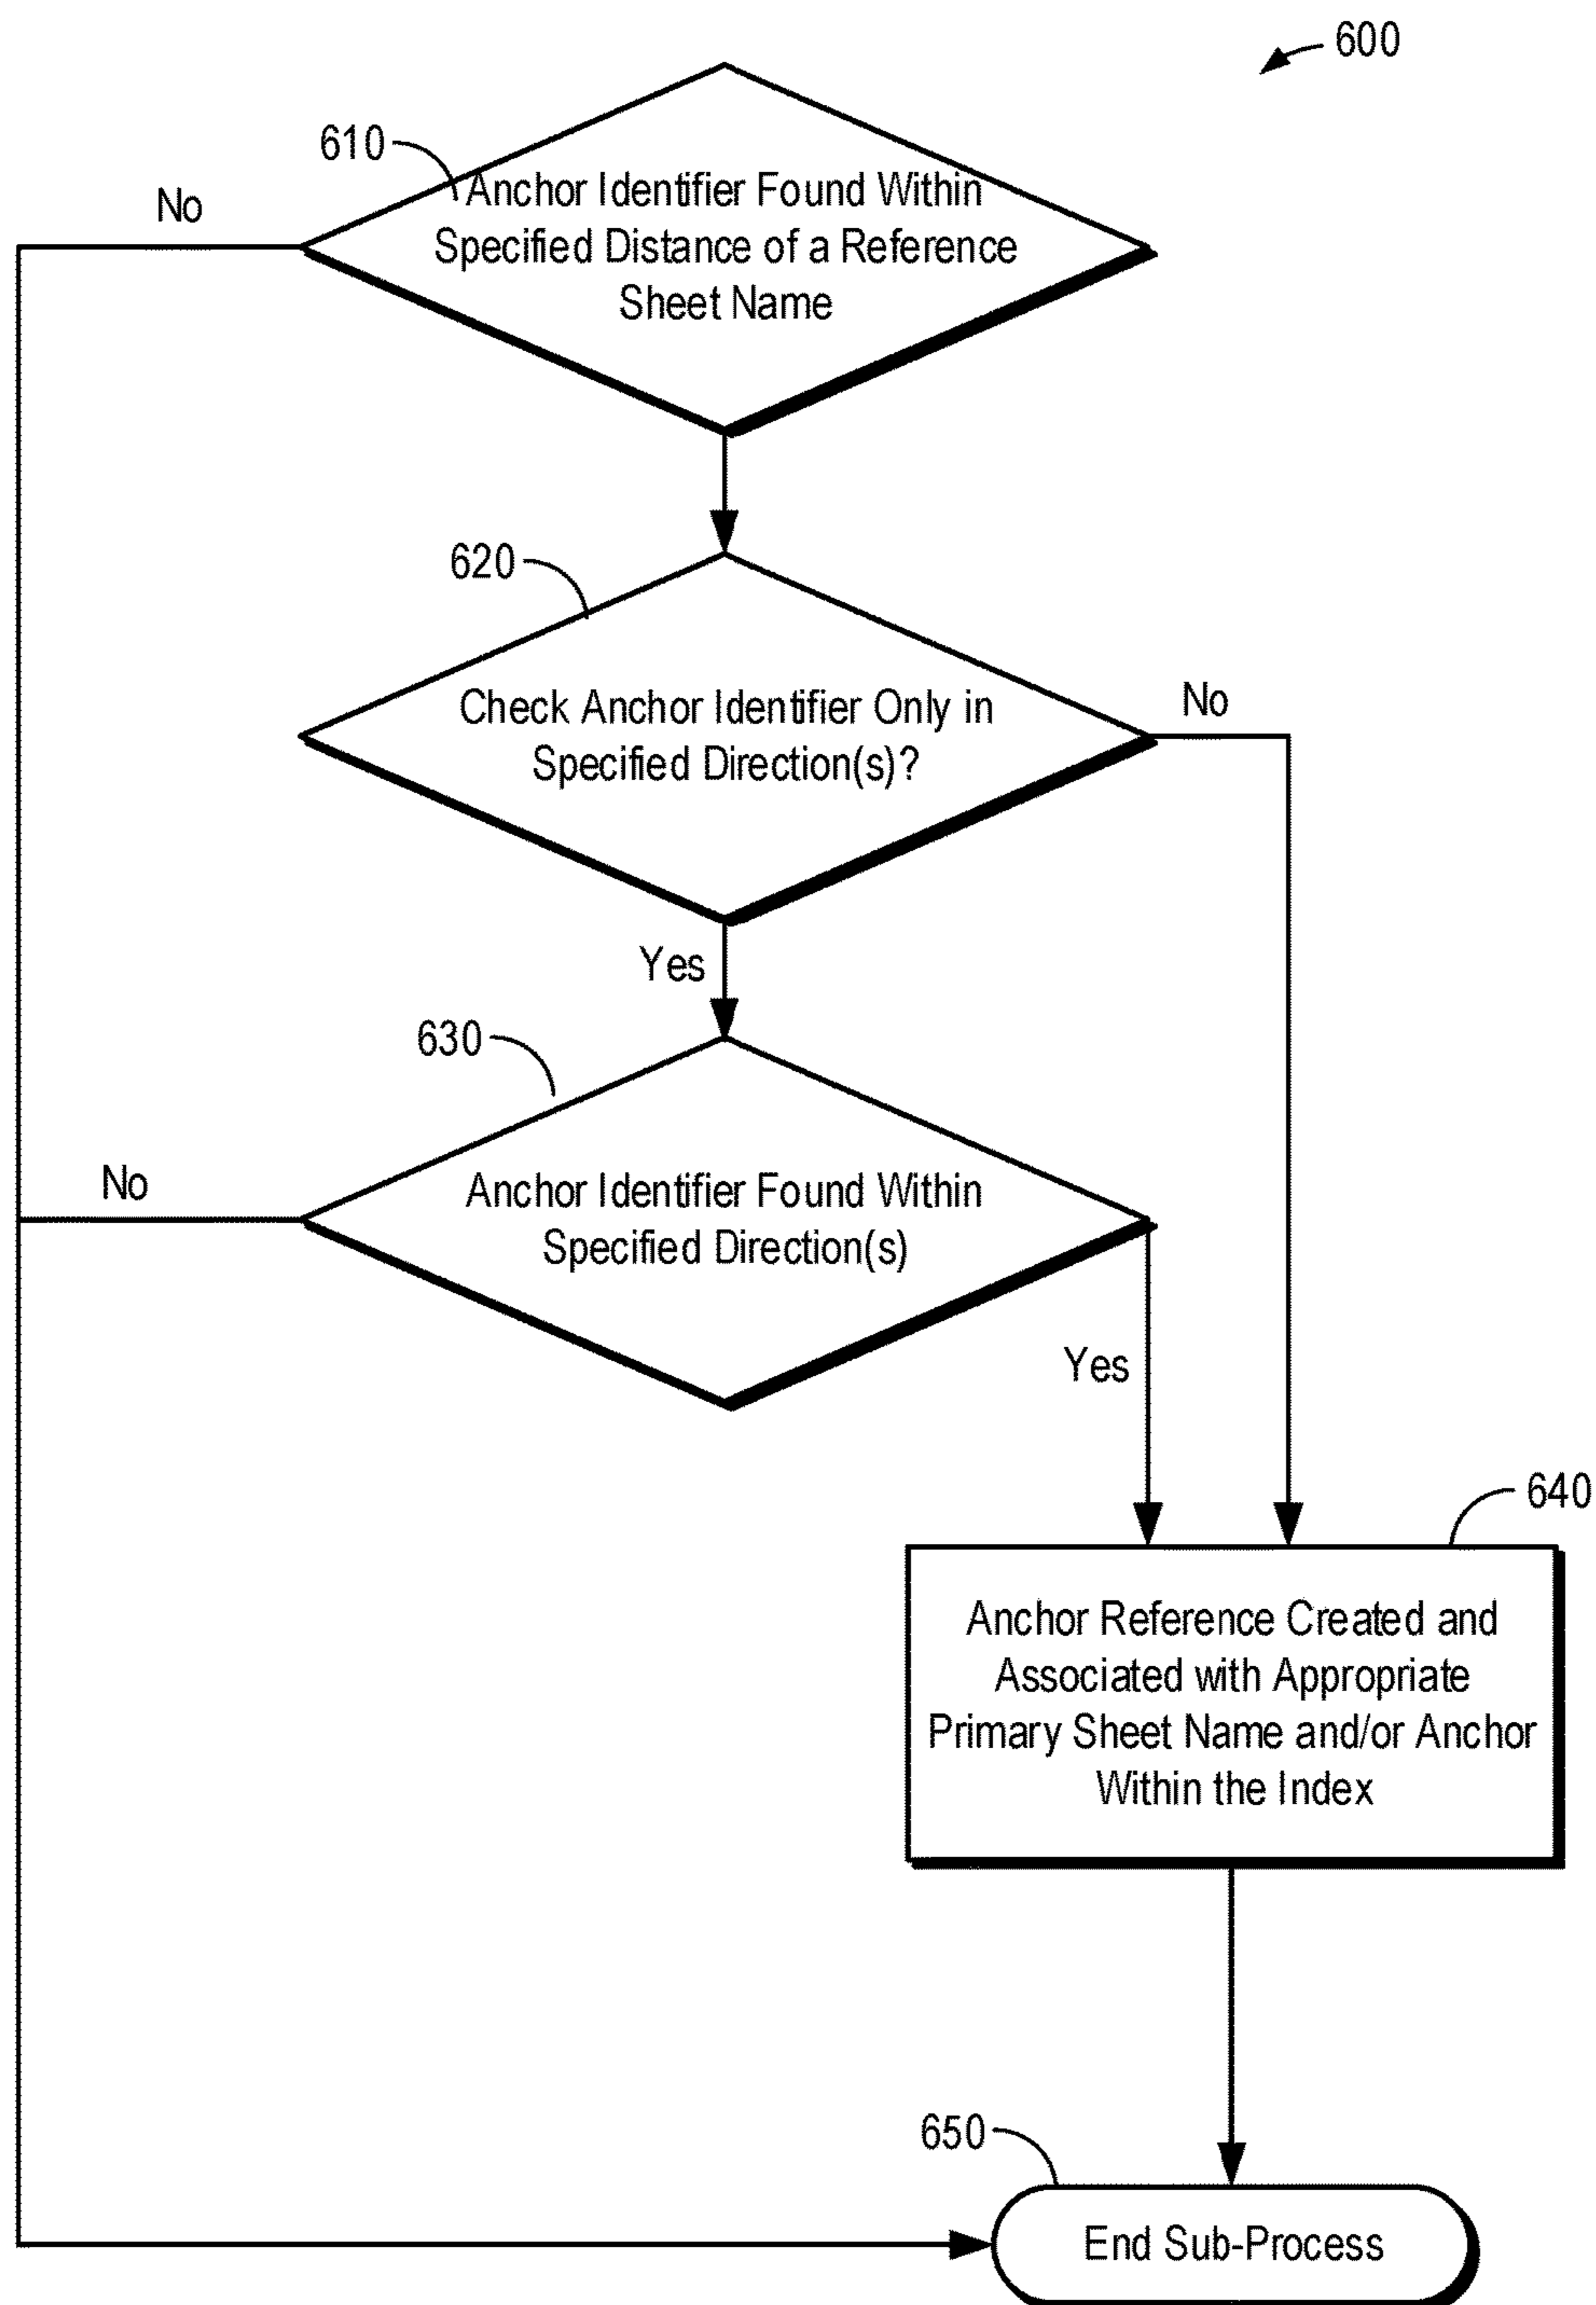 600
610
No
Anchor Identifier Found Within
Specified Distance of a Reference
Sheet Name
620
Check Anchor Identifier Only in
Specified Direction(s)?
No
Yes
630
No
Anchor Identifier Found Within
Specified Direction(s)
Yes
640
Anchor Reference Created and
Associated with Appropriate
Primary Sheet Name and/or Anchor
Within the Index
650
End Sub-Process